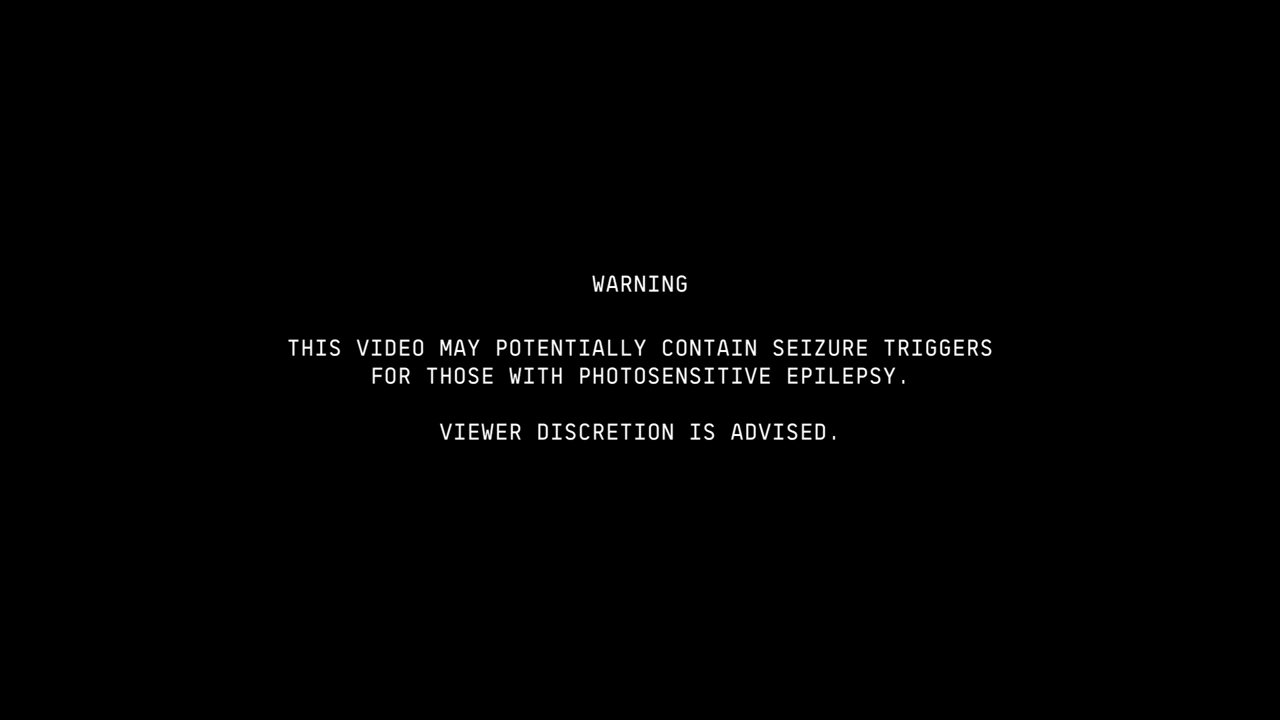 WARNING
THIS VIDEO MAY POTENTIALLY CONTAIN SEIZURE TRIGGERS
FOR THOSE WITH PHOTOSENSITIVE EPILEPSY.
VIEWER DISCRETION IS ADVISED.